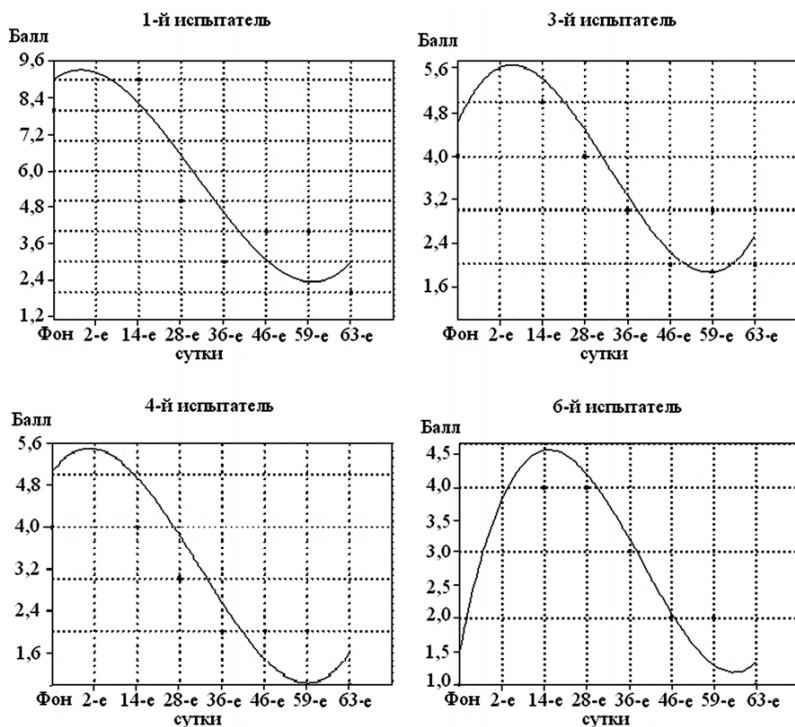 1-й испытатель
Балл
9,6
8,4
7,2
6,0
4,8
3,6
2,4
1,2
Фон 2-е 14-е 28-е 36-е 46-е 59-е 63-е
сутки
3-й испытатель
Балл
5,6
4,8
4,0
3,2
2,4
1,6
Фон 2-е 14-е 28-е 36-е 46-е 59-е 63-е
сутки
4-й испытатель
Балл
5,6
4,8
4,0
3,2
2,4
1,6
Фон 2-е 14-е 28-е 36-е 46-е 59-е 63-е
сутки
6-й испытатель
Балл
4,5
4,0
3,5
3,0
2,5
2,0
1,5
1,0
Фон 2-е 14-е 28-е 36-е 46-е 59-е 63-е
сутки